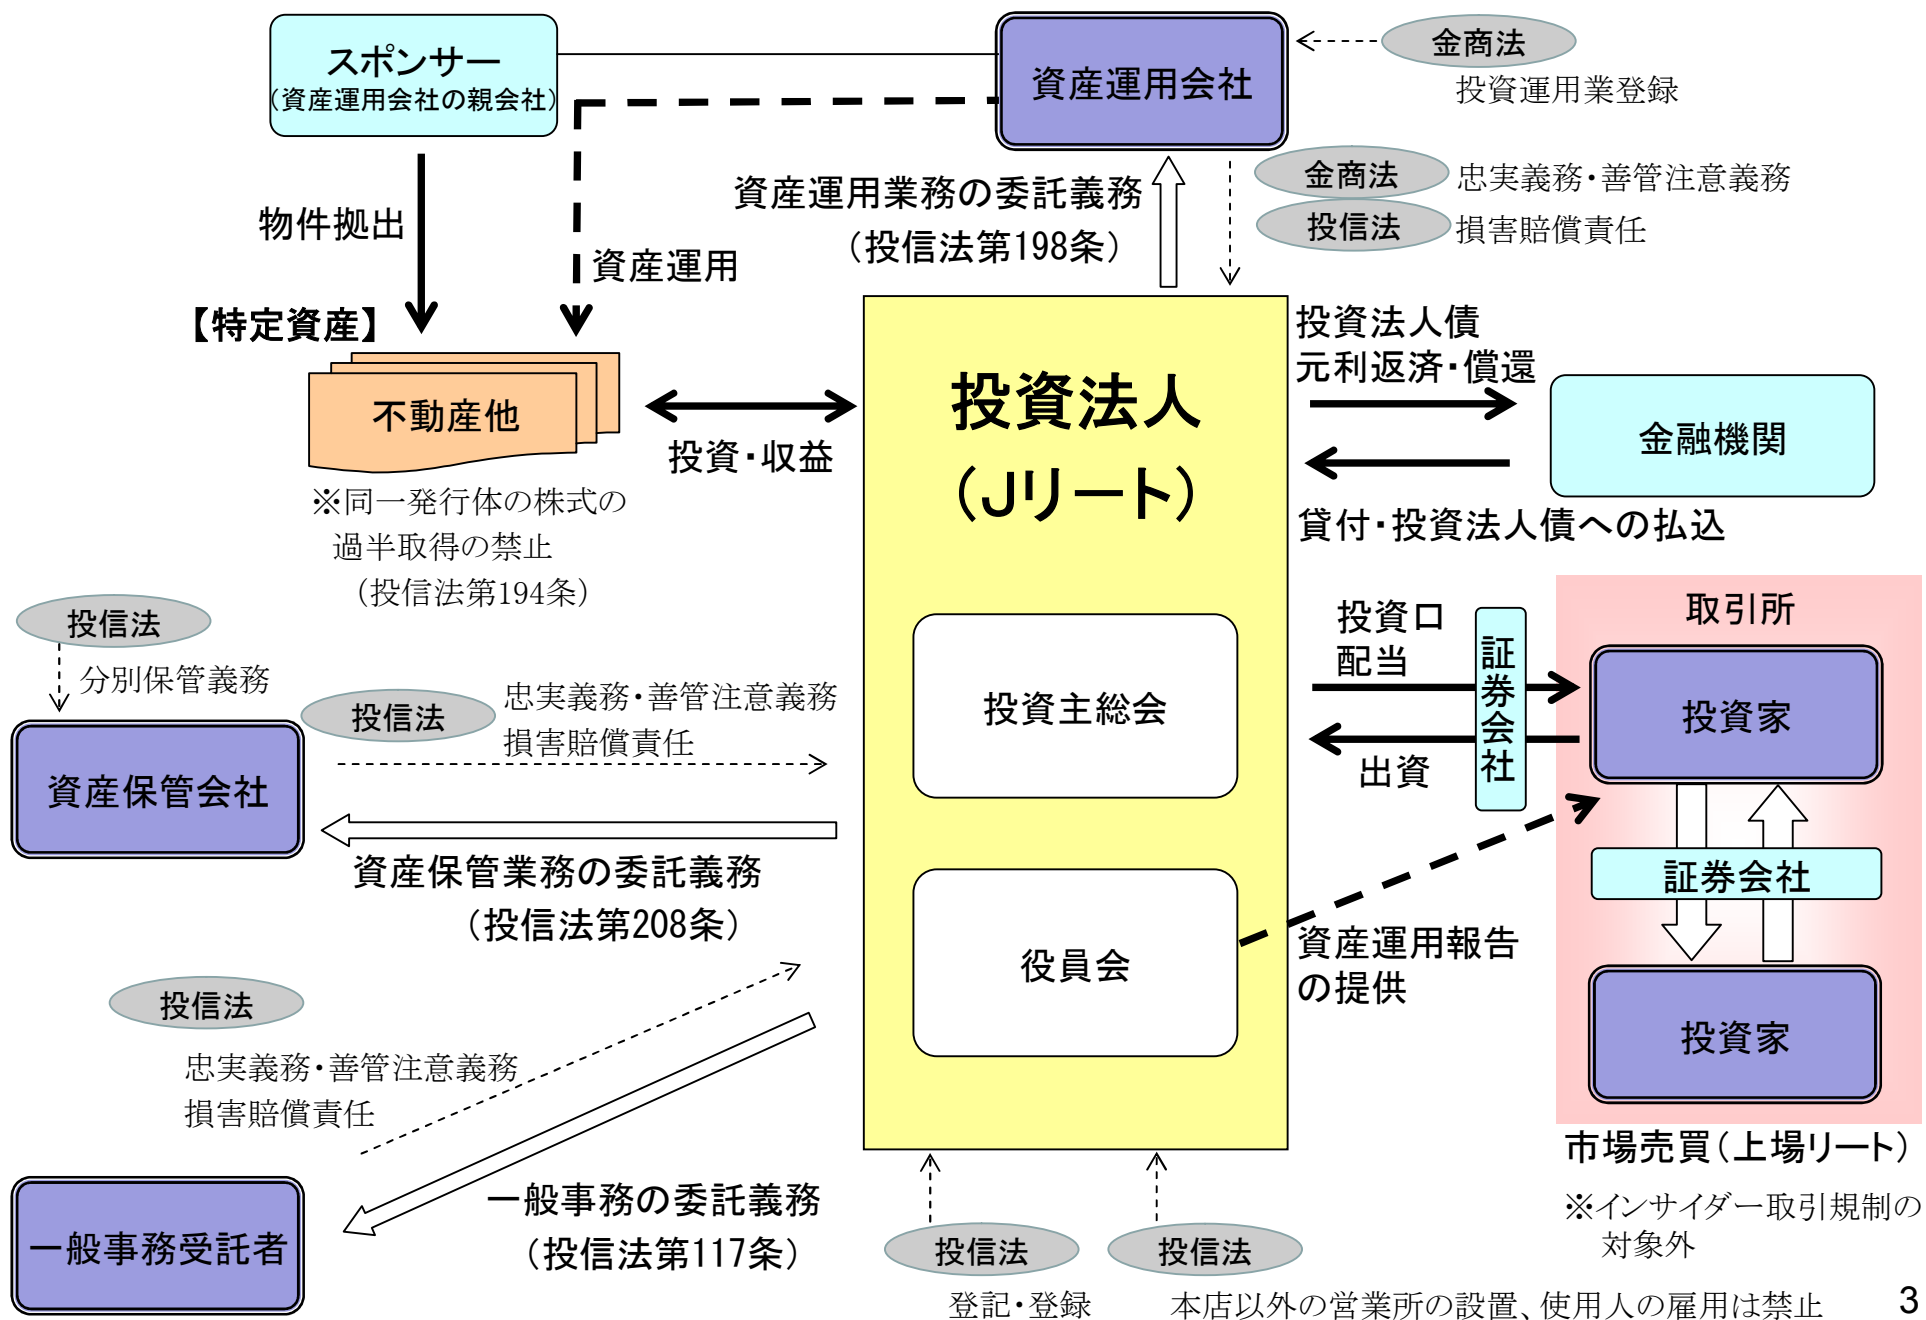 スポンサー
（資産運用会社の親会社）
資産運用会社
金商法
投資運用業登録
金商法
忠実義務・善管注意義務
投信法
損害賠償責任
資産運用業務の委託義務
（投信法第198条）
物件拠出
資産運用
【特定資産】
不動産他
投資・収益
※同一発行体の株式の
過半取得の禁止
（投信法第194条）
投資法人
（Jリート）
投資主総会
役員会
投資法人債
元利返済・償還
金融機関
貸付・投資法人債への払込
取引所
投資口
配当
証券会社
出資
投資家
証券会社
投資家
資産運用報告
の提供
市場売買（上場リート）
※インサイダー取引規制の
対象外
投信法
分別保管義務
投信法
忠実義務・善管注意義務
損害賠償責任
資産保管会社
資産保管業務の委託義務
（投信法第208条）
投信法
忠実義務・善管注意義務
損害賠償責任
一般事務受託者
一般事務の委託義務
（投信法第117条）
投信法
登記・登録
投信法
本店以外の営業所の設置、使用人の雇用は禁止
3